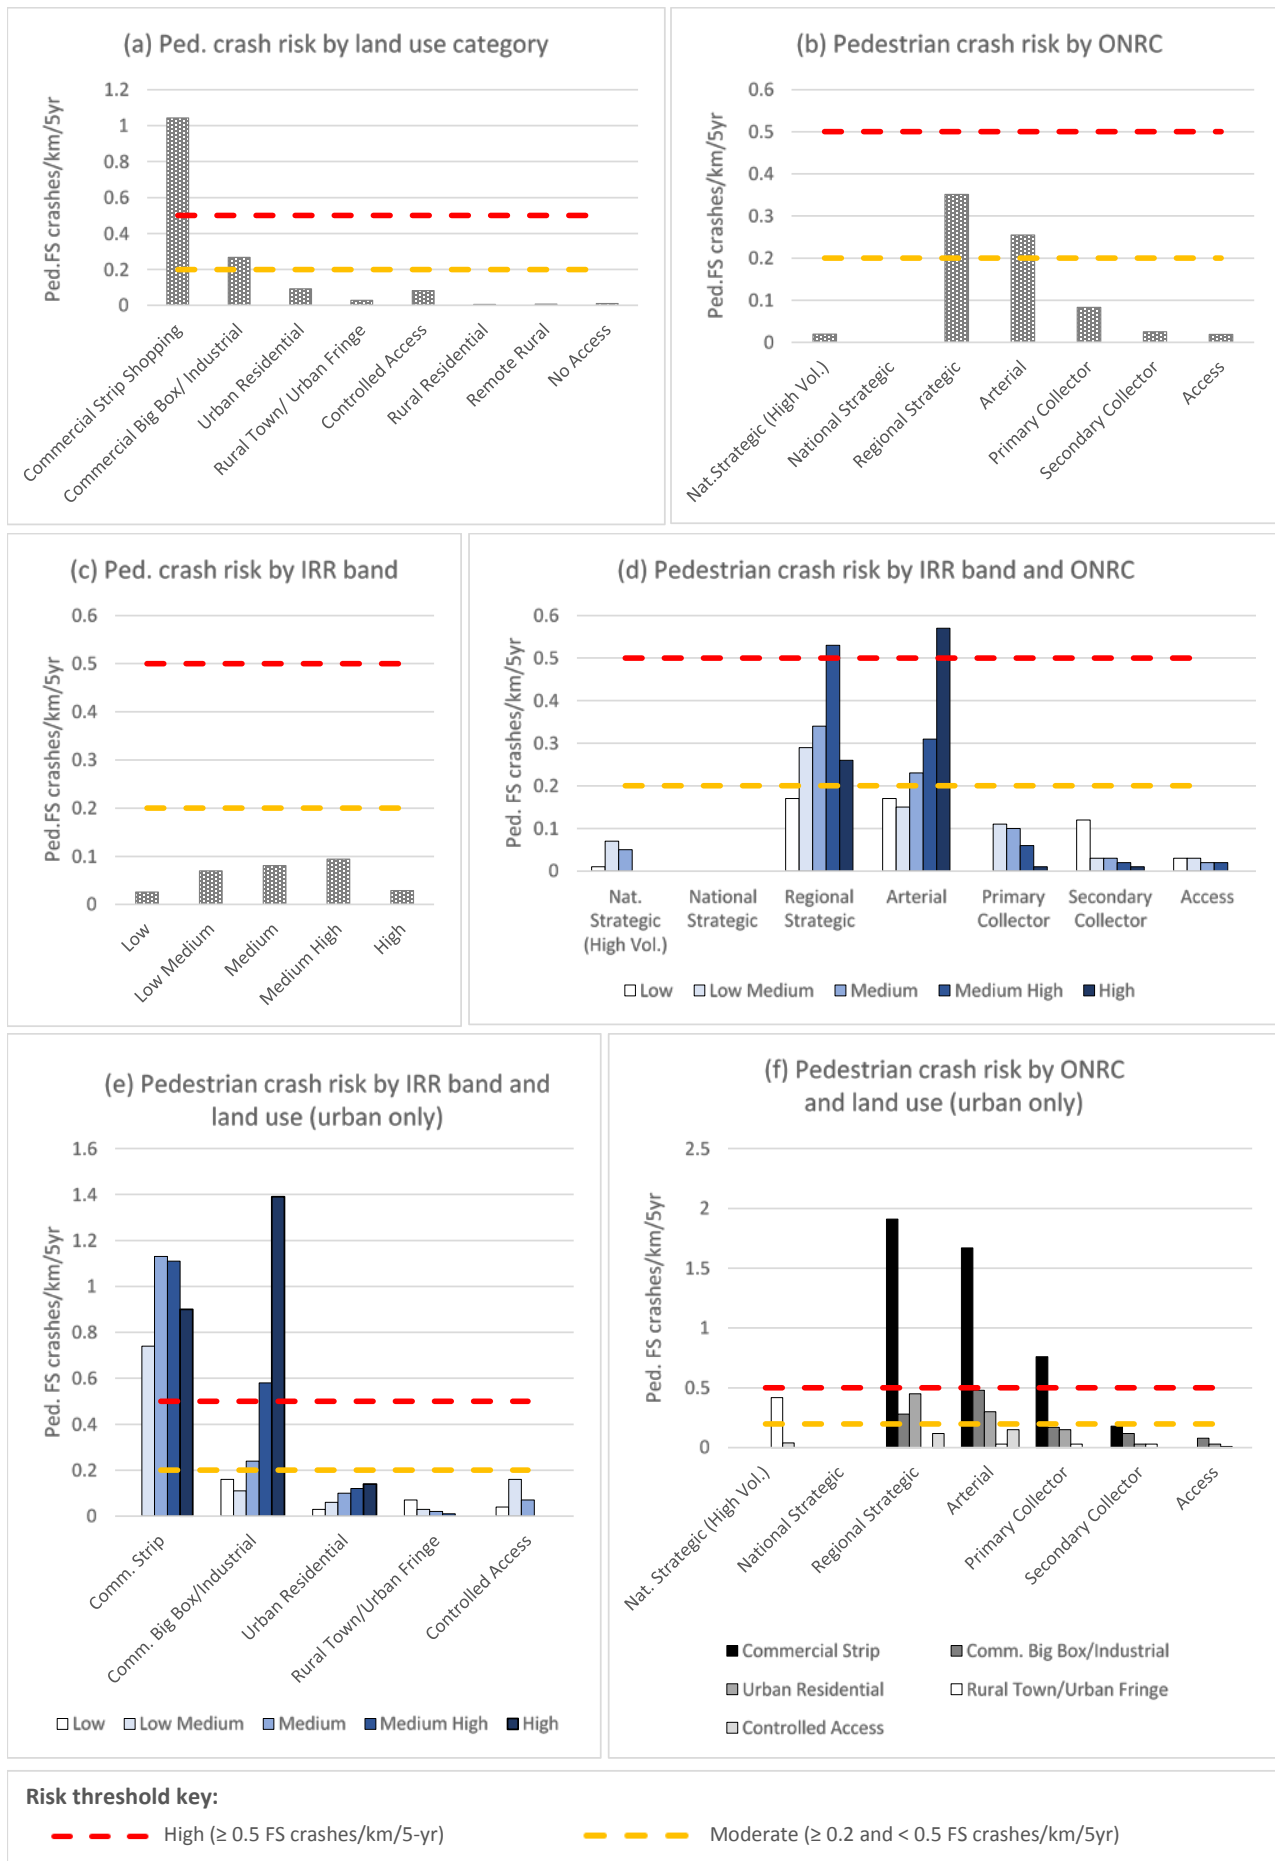 (a) Ped. crash risk by land use category
Ped.FS crashes/km/5yr
1.2
1
0.8
0.6
0.4
0.2
0
Commercial Strip Shopping
Commercial Big Box/ Industrial
Urban Residential
Rural Town/ Urban Fringe
Controlled Access
Rural Residential
Remote Rural
No Access
(b) Pedestrian crash risk by ONRC
Ped.FS crashes/km/5yr
0.6
0.5
0.4
0.3
0.2
0.1
0
Nat.Strategic (High Vol.)
National Strategic
Regional Strategic
Arterial
Primary Collector
Secondary Collector
Access
(c) Ped. crash risk by IRR band
Ped.FS crashes/km/5yr
0.6
0.5
0.4
0.3
0.2
0.1
0
Low
Low Medium
Medium
Medium High
High
(d) Pedestrian crash risk by IRR band and ONRC
Ped. FS crashes/km/5yr
0.6
0.5
0.4
0.3
0.2
0.1
0
Nat.
Strategic
(High Vol.)
National
Strategic
Regional
Strategic
Arterial
Primary
Collector
Secondary
Collector
Access
Low
Low Medium
Medium
Medium High
High
(e) Pedestrian crash risk by IRR band and
land use (urban only)
Ped. FS crashes/km/5yr
1.6
1.4
1.2
1
0.8
0.6
0.4
0.2
0
Comm. Strip
Comm. Big Box/Industrial
Urban Residential
Rural Town/Urban Fringe
Controlled Access
Low
Low Medium
Medium
Medium High
High
(f) Pedestrian crash risk by ONRC
and land use (urban only)
Ped. FS crashes/km/5yr
2.5
2
1.5
1
0.5
0
Nat. Strategic (High Vol.)
National Strategic
Regional Strategic
Arterial
Primary Collector
Secondary Collector
Access
Commercial Strip
Comm. Big Box/Industrial
Urban Residential
Rural Town/Urban Fringe
Controlled Access
Risk threshold key:
High (≥ 0.5 FS crashes/km/5-yr)
Moderate (≥ 0.2 and < 0.5 FS crashes/km/5yr)